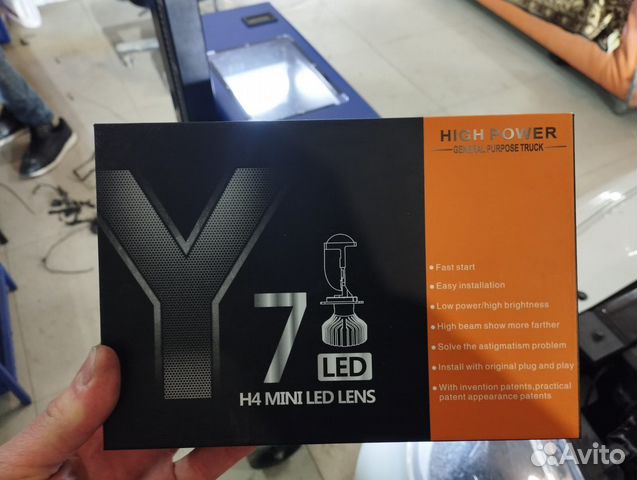 HIGH POWER
GENERAL PURPOSE TRUCK
Y
7
LED
H4 MINI LED LENS
• Fast start
• Easy installation
• Low power/high brightness
• High beam show more farther
• Solve the astigmatism problem
• Install with original plug and play
• With invention patents,practical
patent appearance patents
Avito